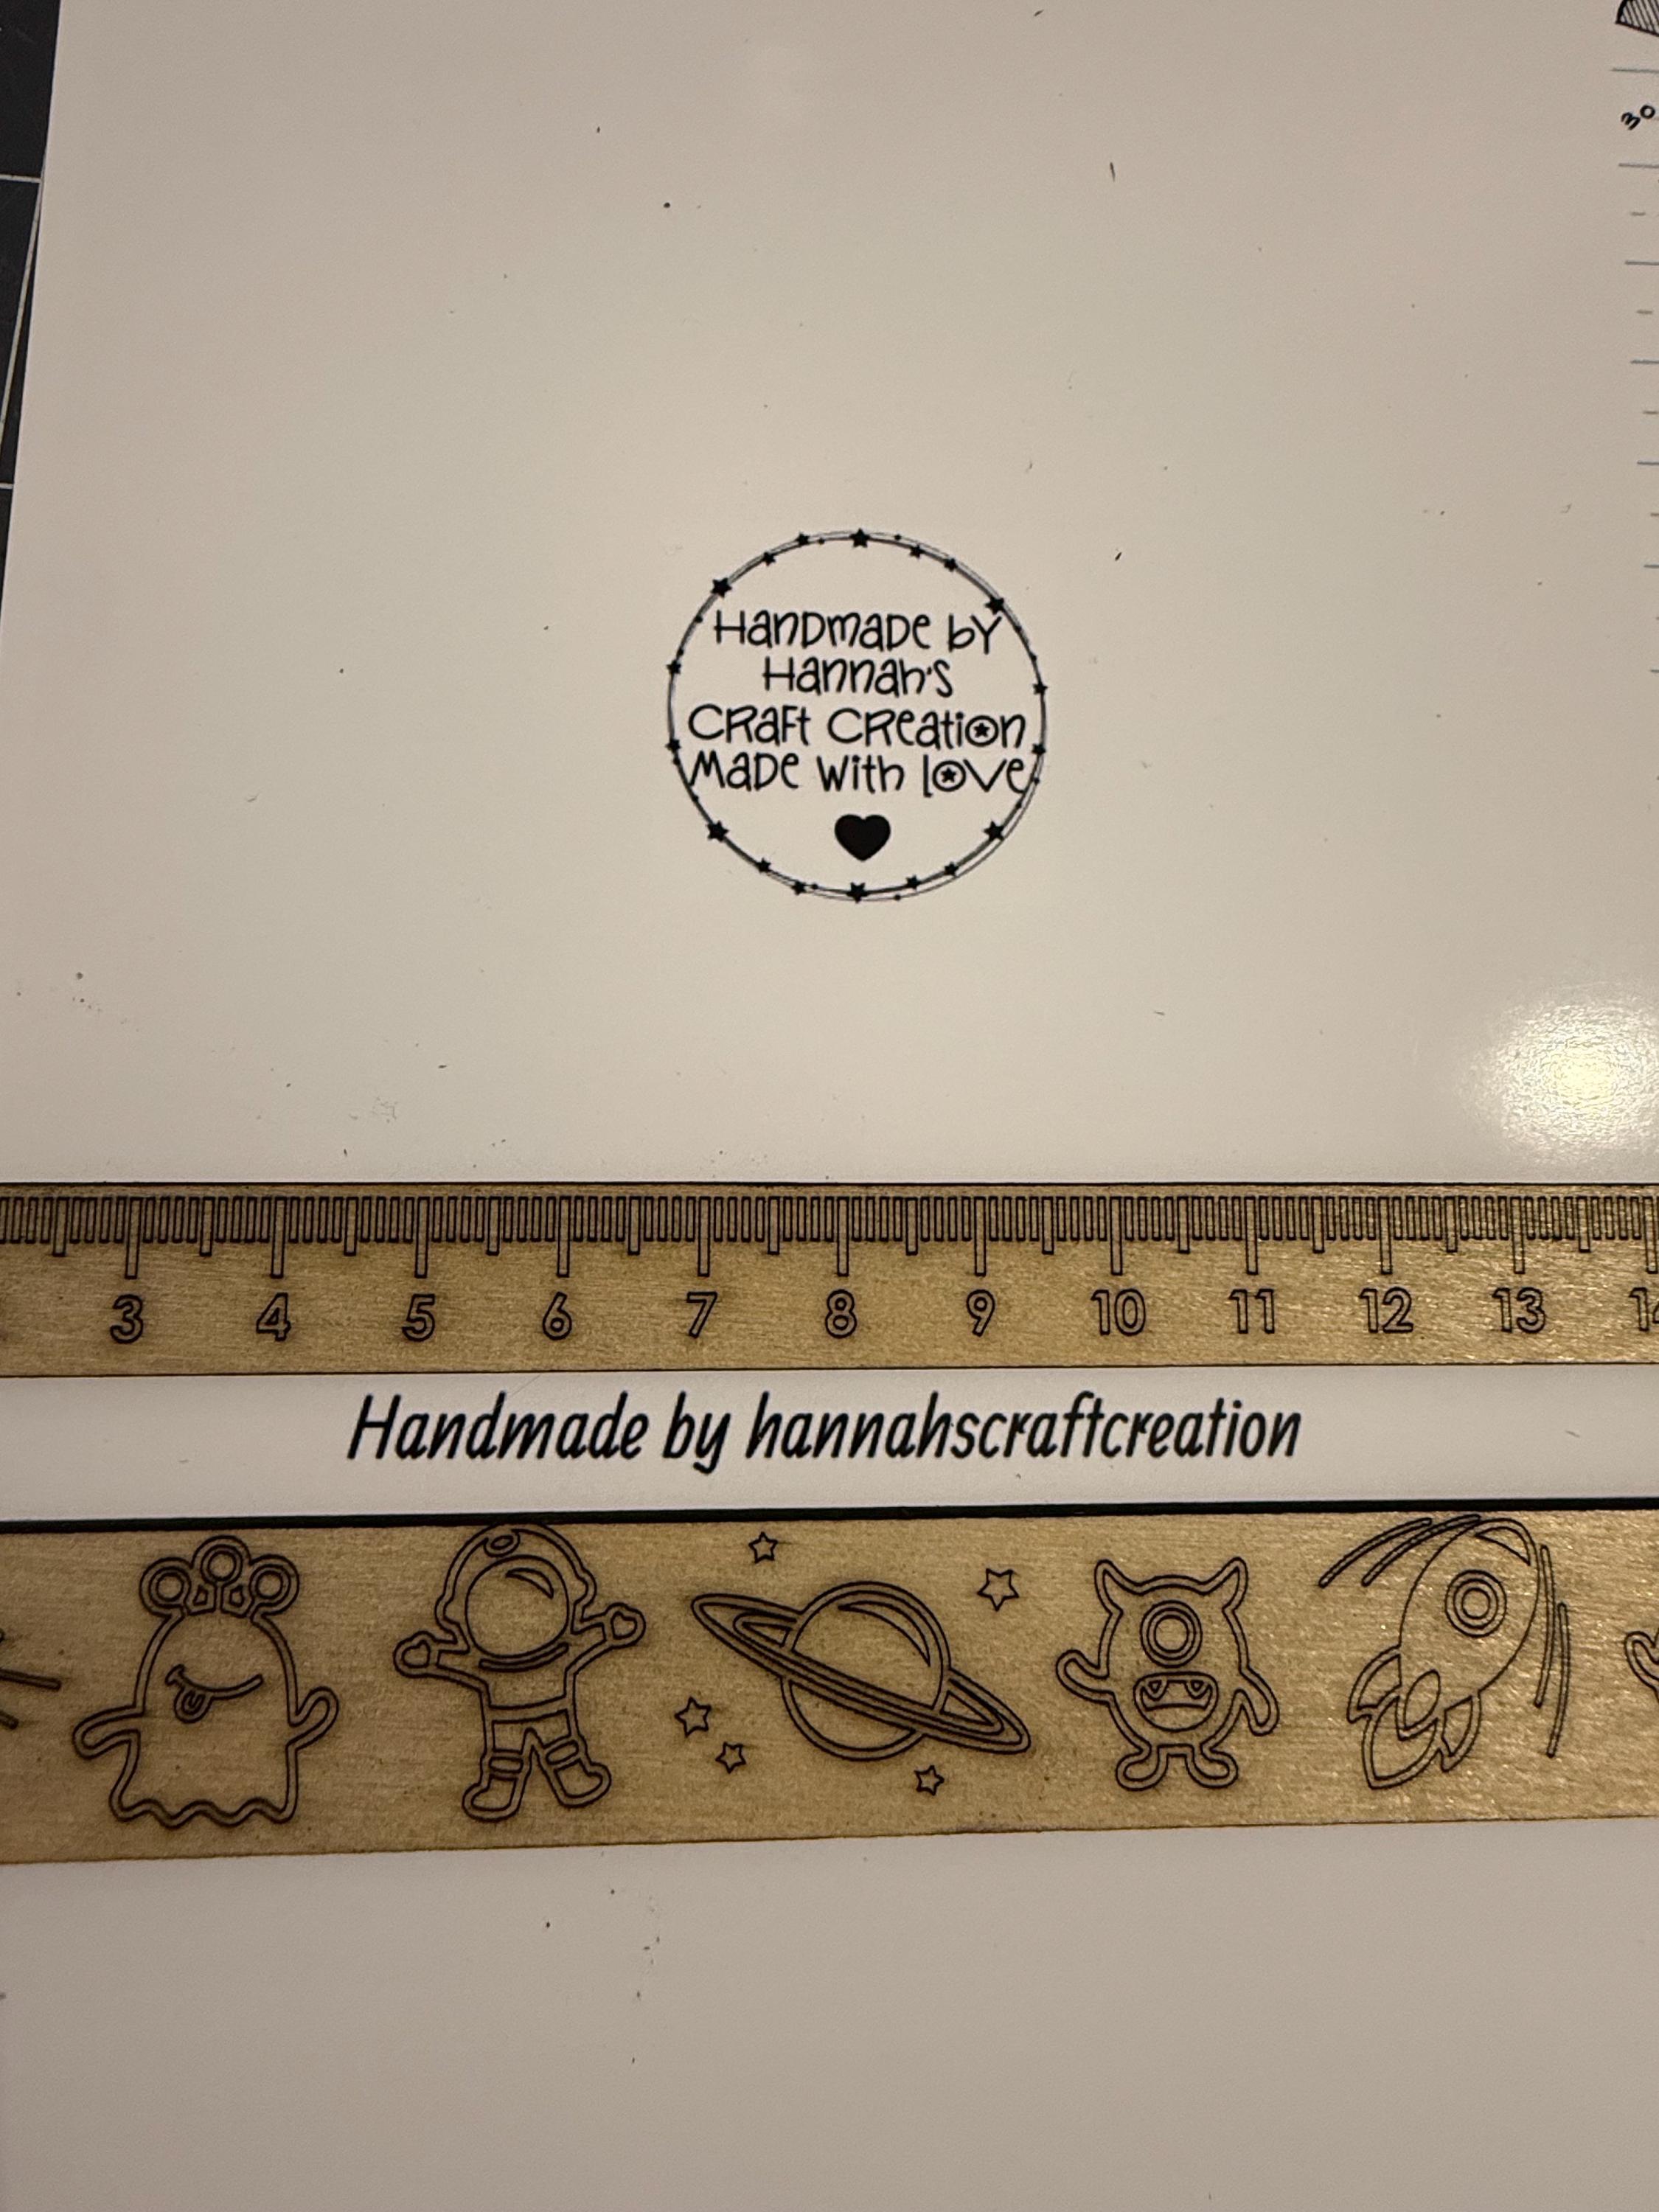 30
Handmade by
Hannah's
Craft Creation
Made with love
3 4 5 6 7 8 9 10 11 12 13
Handmade by hannahscraftcreation